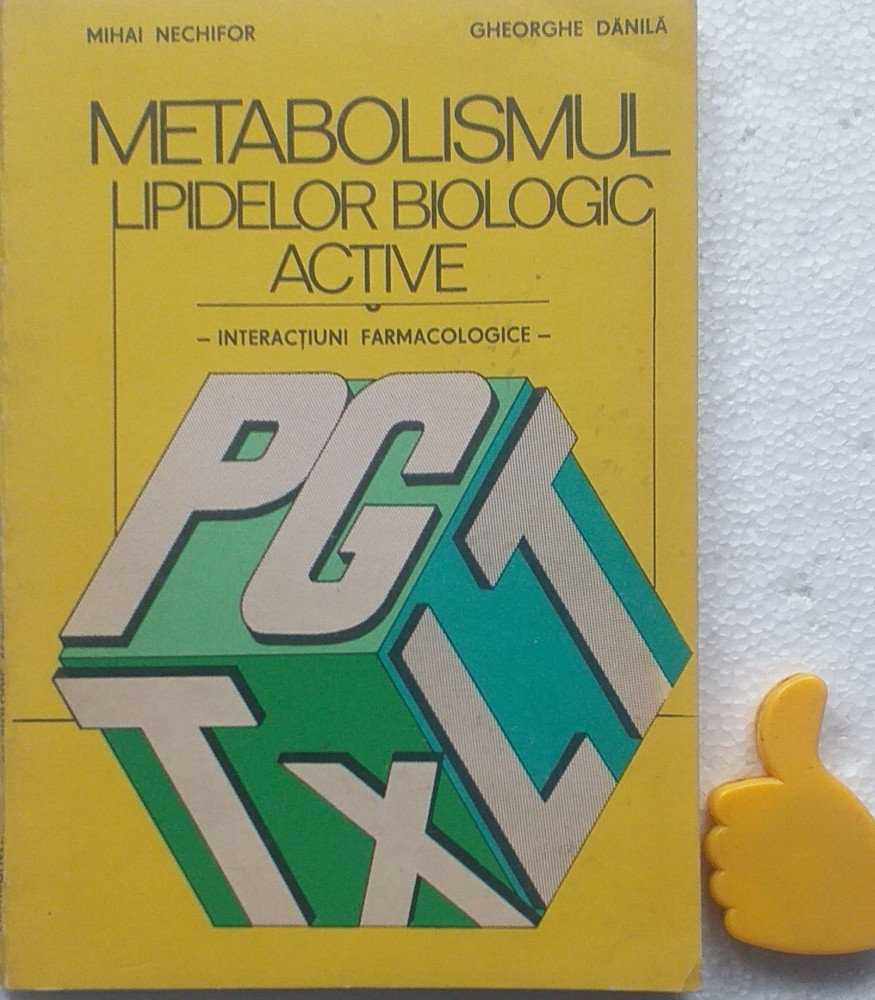 MIHAI NECHIFOR
GHEORGHE DĂNILĂ
METABOLISMUL
LIPIDELOR BIOLOGIC
ACTIVE
– INTERACȚIUNI FARMACOLOGICE –
PG
LT
Tx